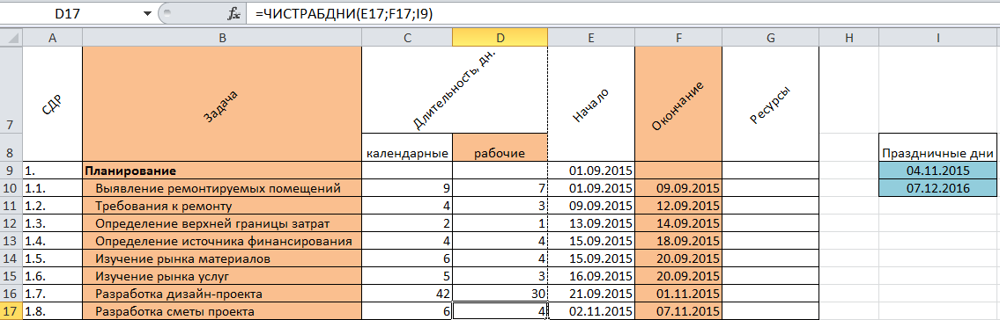 D17 fx =ЧИСТРАБДНИ(E17;F17;I9)
A B C D E F G H I
7 СДР Задача Длительность, дн. Начало Окончание Ресурсы
8 календарные рабочие Праздничные дни
9 1. Планирование 01.09.2015 04.11.2015
10 1.1. Выявление ремонтируемых помещений 9 7 01.09.2015 09.09.2015 07.12.2016
11 1.2. Требования к ремонту 4 3 09.09.2015 12.09.2015
12 1.3. Определение верхней границы затрат 2 1 13.09.2015 14.09.2015
13 1.4. Определение источника финансирования 4 4 15.09.2015 18.09.2015
14 1.5. Изучение рынка материалов 6 4 15.09.2015 20.09.2015
15 1.6. Изучение рынка услуг 5 3 16.09.2015 20.09.2015
16 1.7. Разработка дизайн-проекта 42 30 21.09.2015 01.11.2015
17 1.8. Разработка сметы проекта 6 4 02.11.2015 07.11.2015